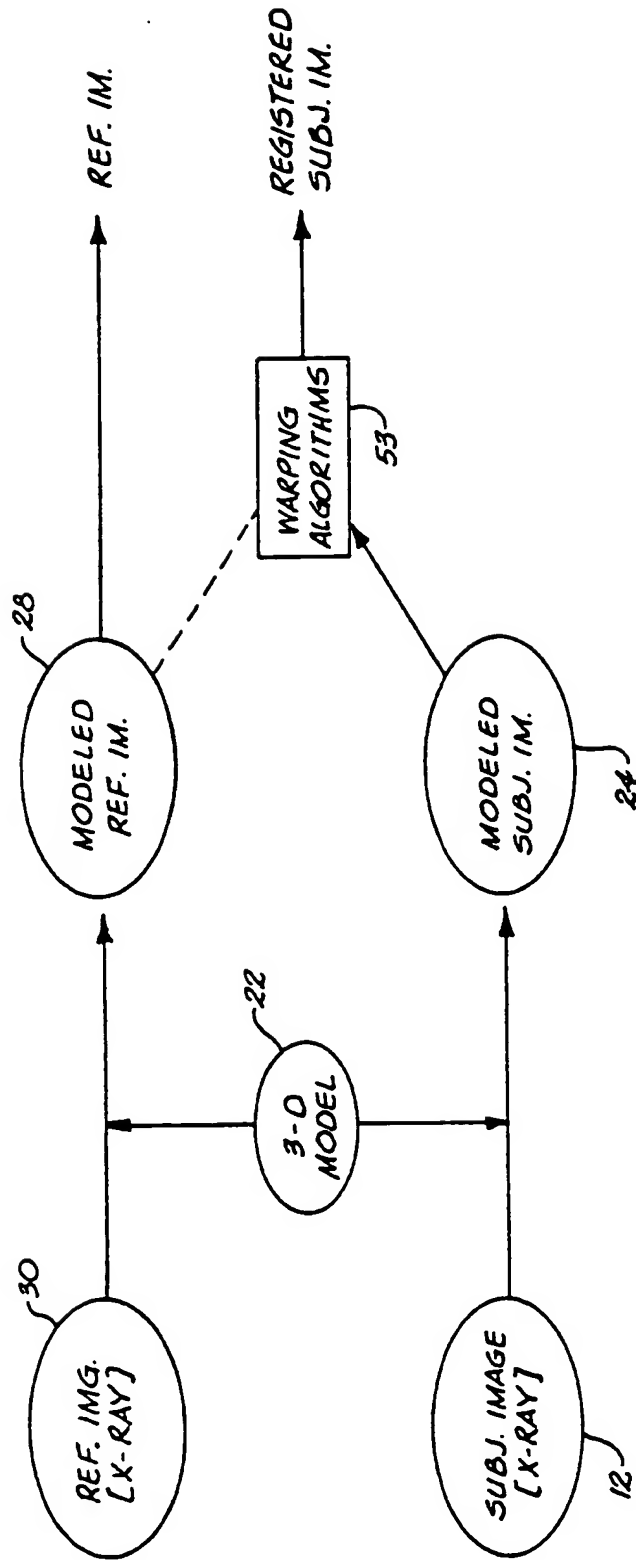 30
REF. IMG.
[X-RAY]
28
MODELED
REF. IM.
REF. IM.
22
3-D
MODEL
WARPING
ALGORITHMS
53
REGISTERED
SUBJ. IM.
SUBJ. IMAGE
[X-RAY]
12
MODELED
SUBJ. IM.
24